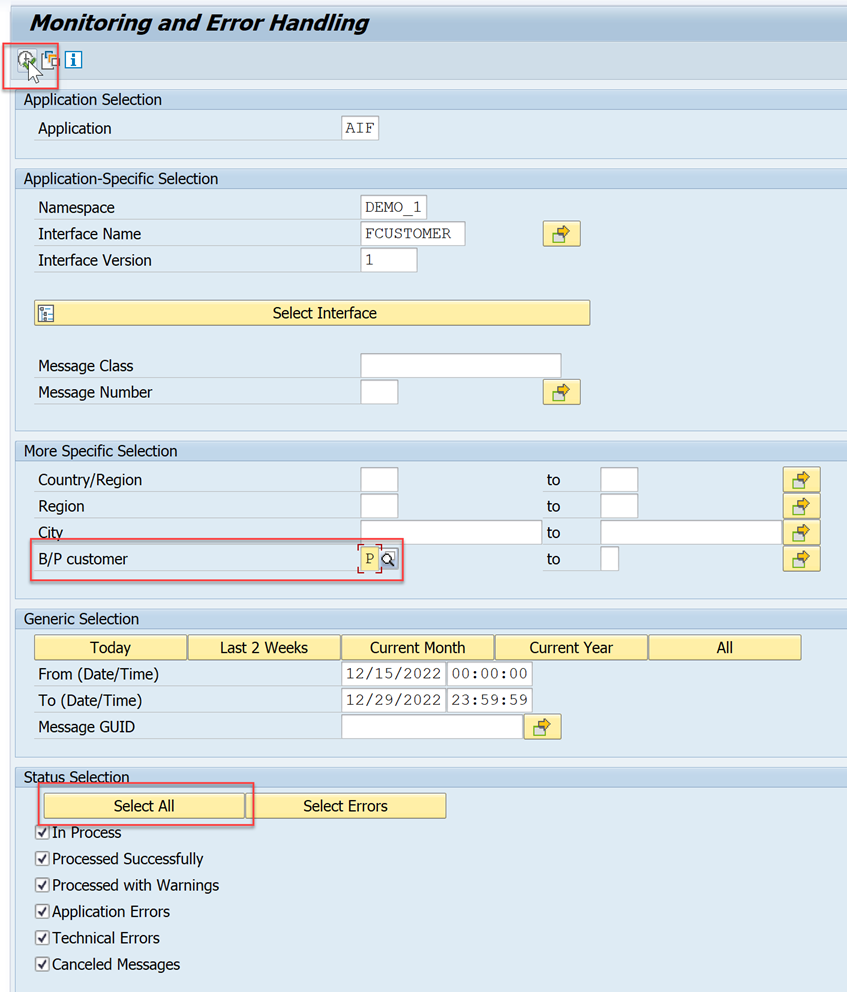 Monitoring and Error Handling
Application Selection
Application AIF
Application-Specific Selection
Namespace DEMO_1
Interface Name FCUSTOMER
Interface Version 1
Select Interface
Message Class
Message Number
More Specific Selection
Country/Region to
Region to
City to
B/P customer P to
Generic Selection
Today Last 2 Weeks Current Month Current Year All
From (Date/Time) 12/15/2022 00:00:00
To (Date/Time) 12/29/2022 23:59:59
Message GUID
Status Selection
Select All Select Errors
In Process
Processed Successfully
Processed with Warnings
Application Errors
Technical Errors
Canceled Messages